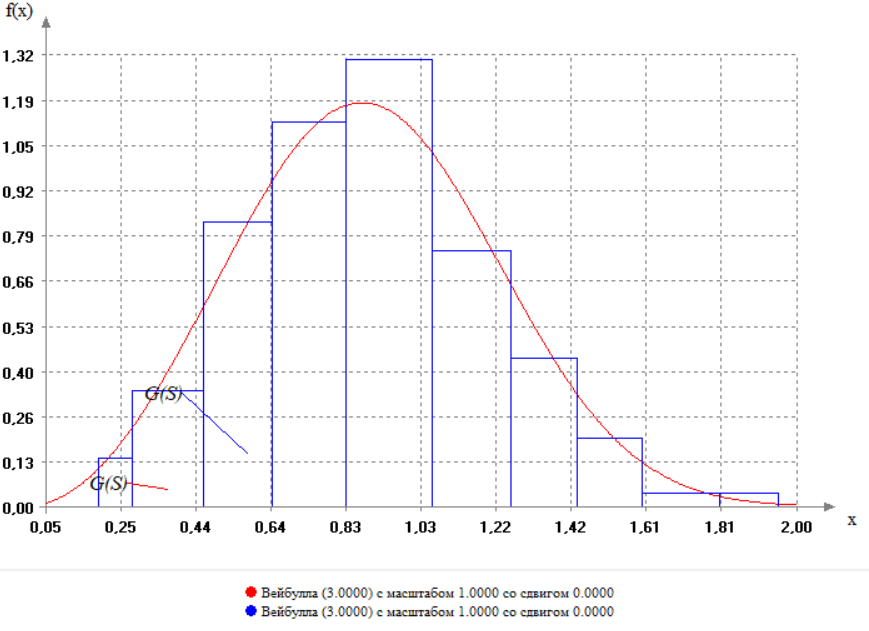 f(x)
1,32
1,19
1,05
0,92
0,79
0,66
0,53
0,40
0,26
0,13
0,00
G(S)
G(S)
0,05 0,25 0,44 0,64 0,83 1,03 1,22 1,42 1,61 1,81 2,00
x
Вейбулла (3.0000) с масштабом 1.0000 со сдвигом 0.0000
Вейбулла (3.0000) с масштабом 1.0000 со сдвигом 0.0000